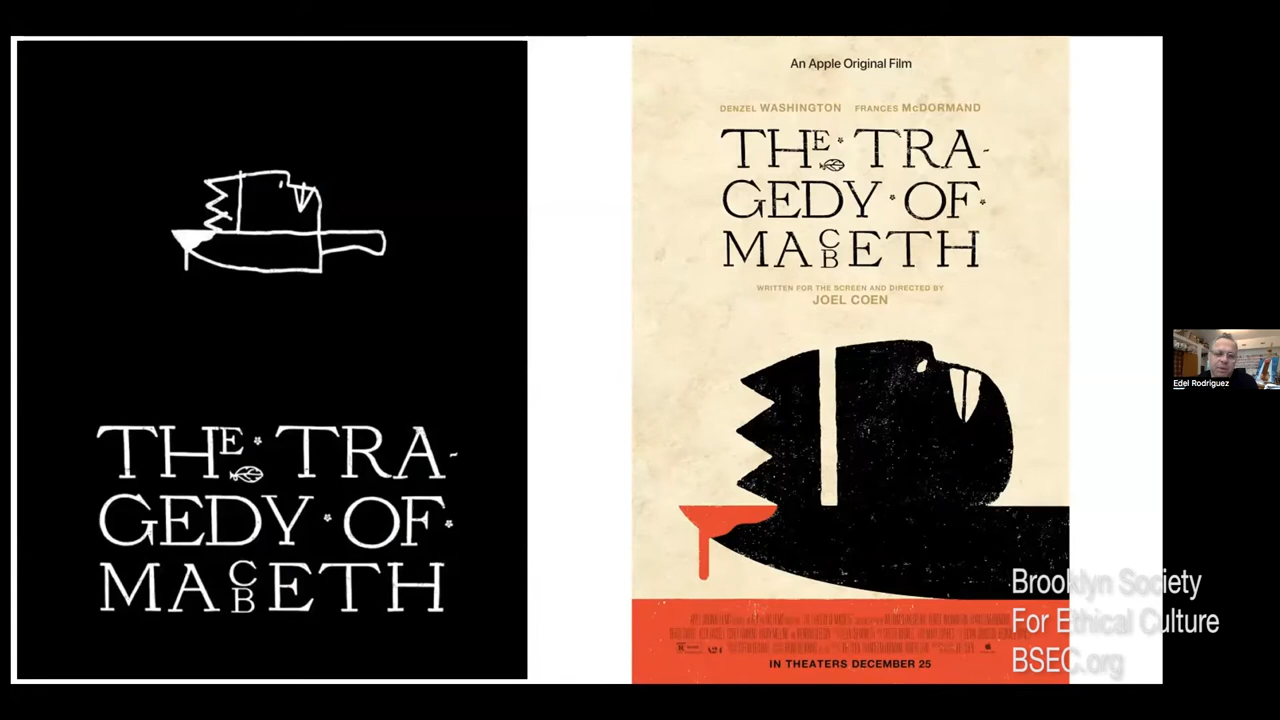 THE TRA-
GEDY OF
MACBETH
An Apple Original Film
DENZEL WASHINGTON FRANCES McDORMAND
THE TRA-
GEDY OF
MACBETH
WRITTEN FOR THE SCREEN AND DIRECTED BY
JOEL COEN
IN THEATERS DECEMBER 25
Edel Rodriguez
Brooklyn Society
For Ethical Culture
BSEC.org